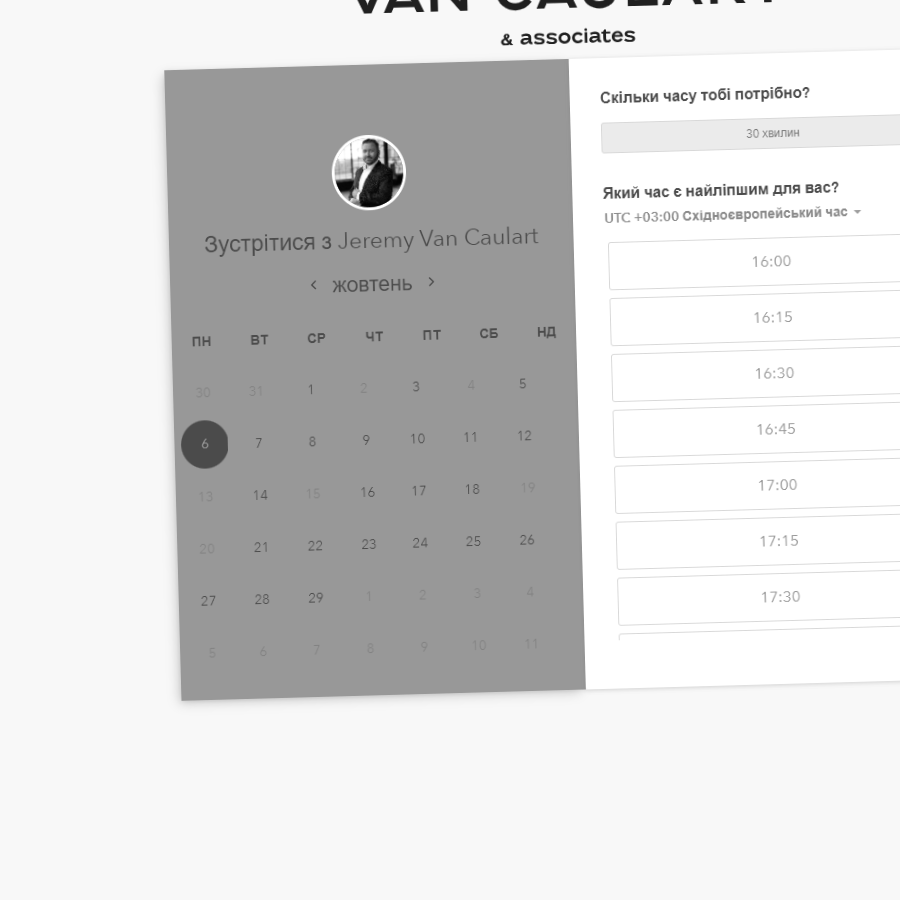 VAN CAULART
& associates
Зустрітися з Jeremy Van Caulart
жовтень
ПН ВТ СР ЧТ ПТ СБ НД
30 31 1 2 3 4 5
6 7 8 9 10 11 12
13 14 15 16 17 18 19
20 21 22 23 24 25 26
27 28 29 1 2 3 4
5 6 7 8 9 10 11
Скільки часу тобі потрібно?
30 хвилин
Який час є найліпшим для вас?
UTC +03:00 Східноєвропейський час
16:00
16:15
16:30
16:45
17:00
17:15
17:30